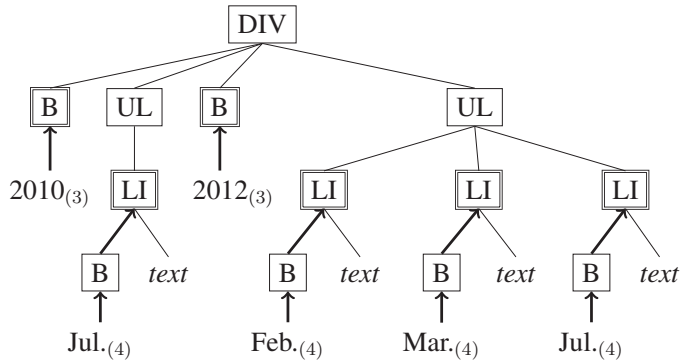 DIV
B UL B UL
2010(3) LI 2012(3) LI LI LI
B text B text B text B text
Jul.(4) Feb.(4) Mar.(4) Jul.(4)